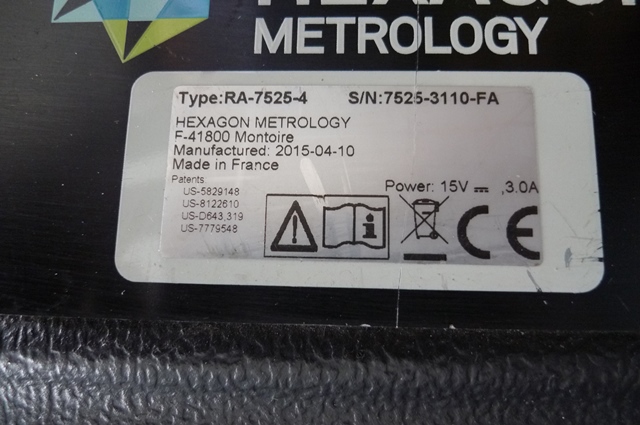 HEXAGON
METROLOGY
Type:RA-7525-4 S/N:7525-3110-FA
HEXAGON METROLOGY
F-41800 Montoire
Manufactured: 2015-04-10
Made in France
Patents
US-5829148
US-8122610
US-D643,319
US-7779548
Power: 15V ⎓ ,3.0A
CE